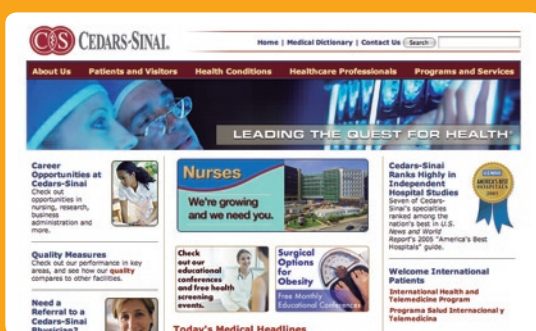 CS CEDARS-SINAI.
Home | Medical Dictionary | Contact Us Search
About Us Patients and Visitors Health Conditions Healthcare Professionals Programs and Services
LEADING THE QUEST FOR HEALTH
Career
Opportunities at
Cedars-Sinai
Check out
opportunities in
nursing, research,
business
administration and
more.
Quality Measures
Check out our performance in key
areas, and see how our quality
compares to other facilities.
Need a
Referral to a
Cedars-Sinai
Physician?
Nurses
We're growing
and we need you.
Check
out our
educational
conferences
and free health
screening
events.
Surgical
Options
for
Obesity
Free Monthly
Educational Conferences
Today's Medical Headlines
Cedars-Sinai
Ranks Highly in
Independent
Hospital Studies
Seven of Cedars-
Sinai's specialties
ranked among the
nation's best in U.S.
News and World
Report's 2005 "America's Best
Hospitals" guide.
AMERICA'S BEST
HOSPITALS
Welcome International
Patients
International Health and
Telemedicine Program
Programa Salud Internacional y
Telemedicina